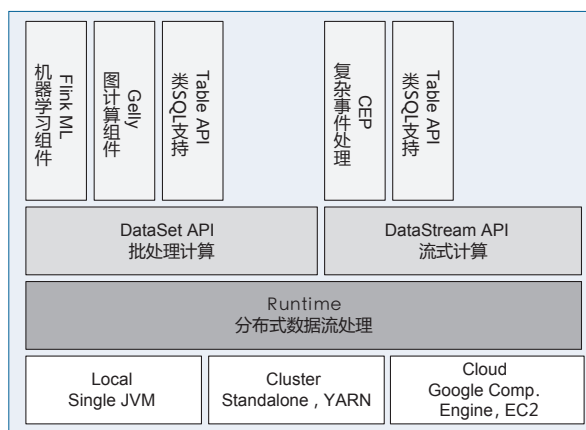 Flink ML
机器学习组件
Gelly
图计算组件
Table API
类SQL支持
CEP
复杂事件处理
Table API
类SQL支持
DataSet API
批处理计算
DataStream API
流式计算
Runtime
分布式数据流处理
Local
Single JVM
Cluster
Standalone , YARN
Cloud
Google Comp.
Engine , EC2